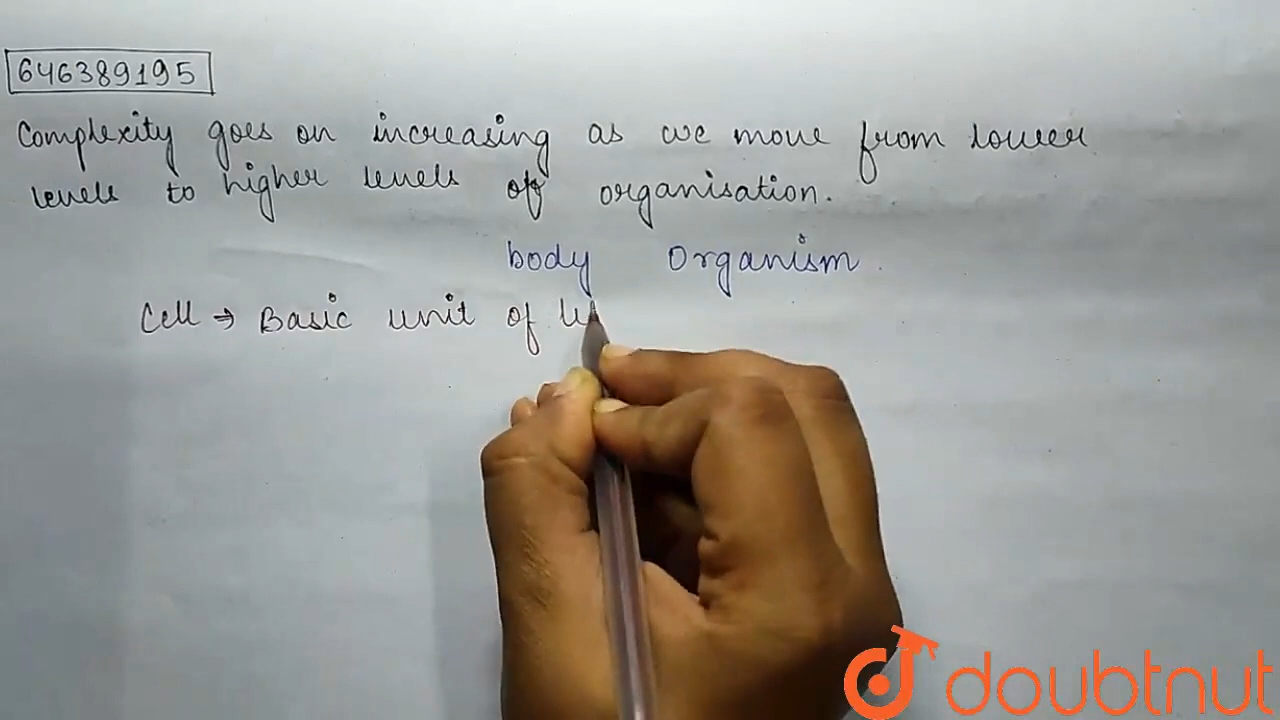 646389195
Complexity goes on increasing as we move from lower
levels to higher levels of organisation.
body Organism
Cell → Basic unit of
doubtnut